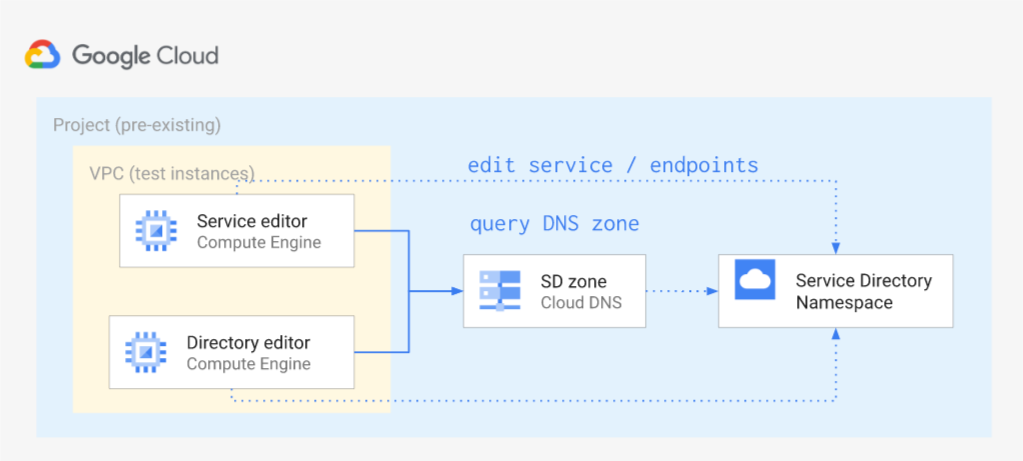 Google Cloud
Project (pre-existing)
VPC (test instances)
edit service / endpoints
Service editor
Compute Engine
query DNS zone
SD zone
Cloud DNS
Service Directory
Namespace
Directory editor
Compute Engine